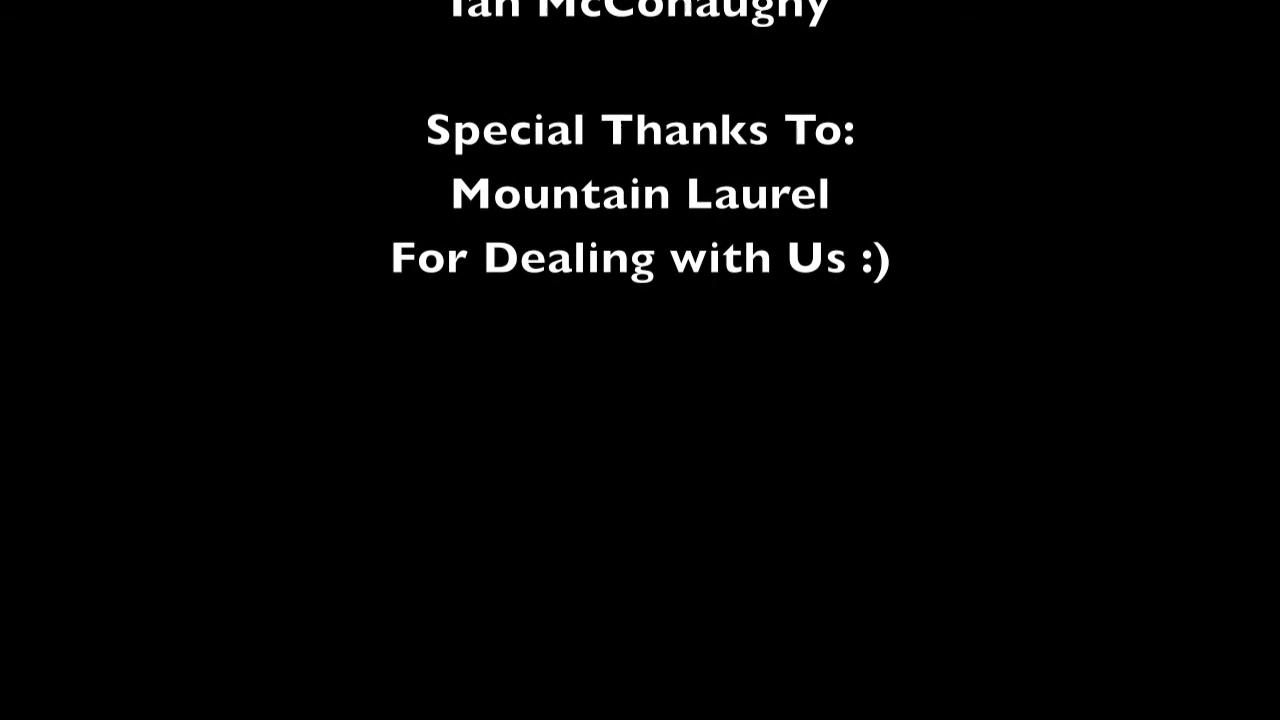 Ian McConaughy
Special Thanks To:
Mountain Laurel
For Dealing with Us :)